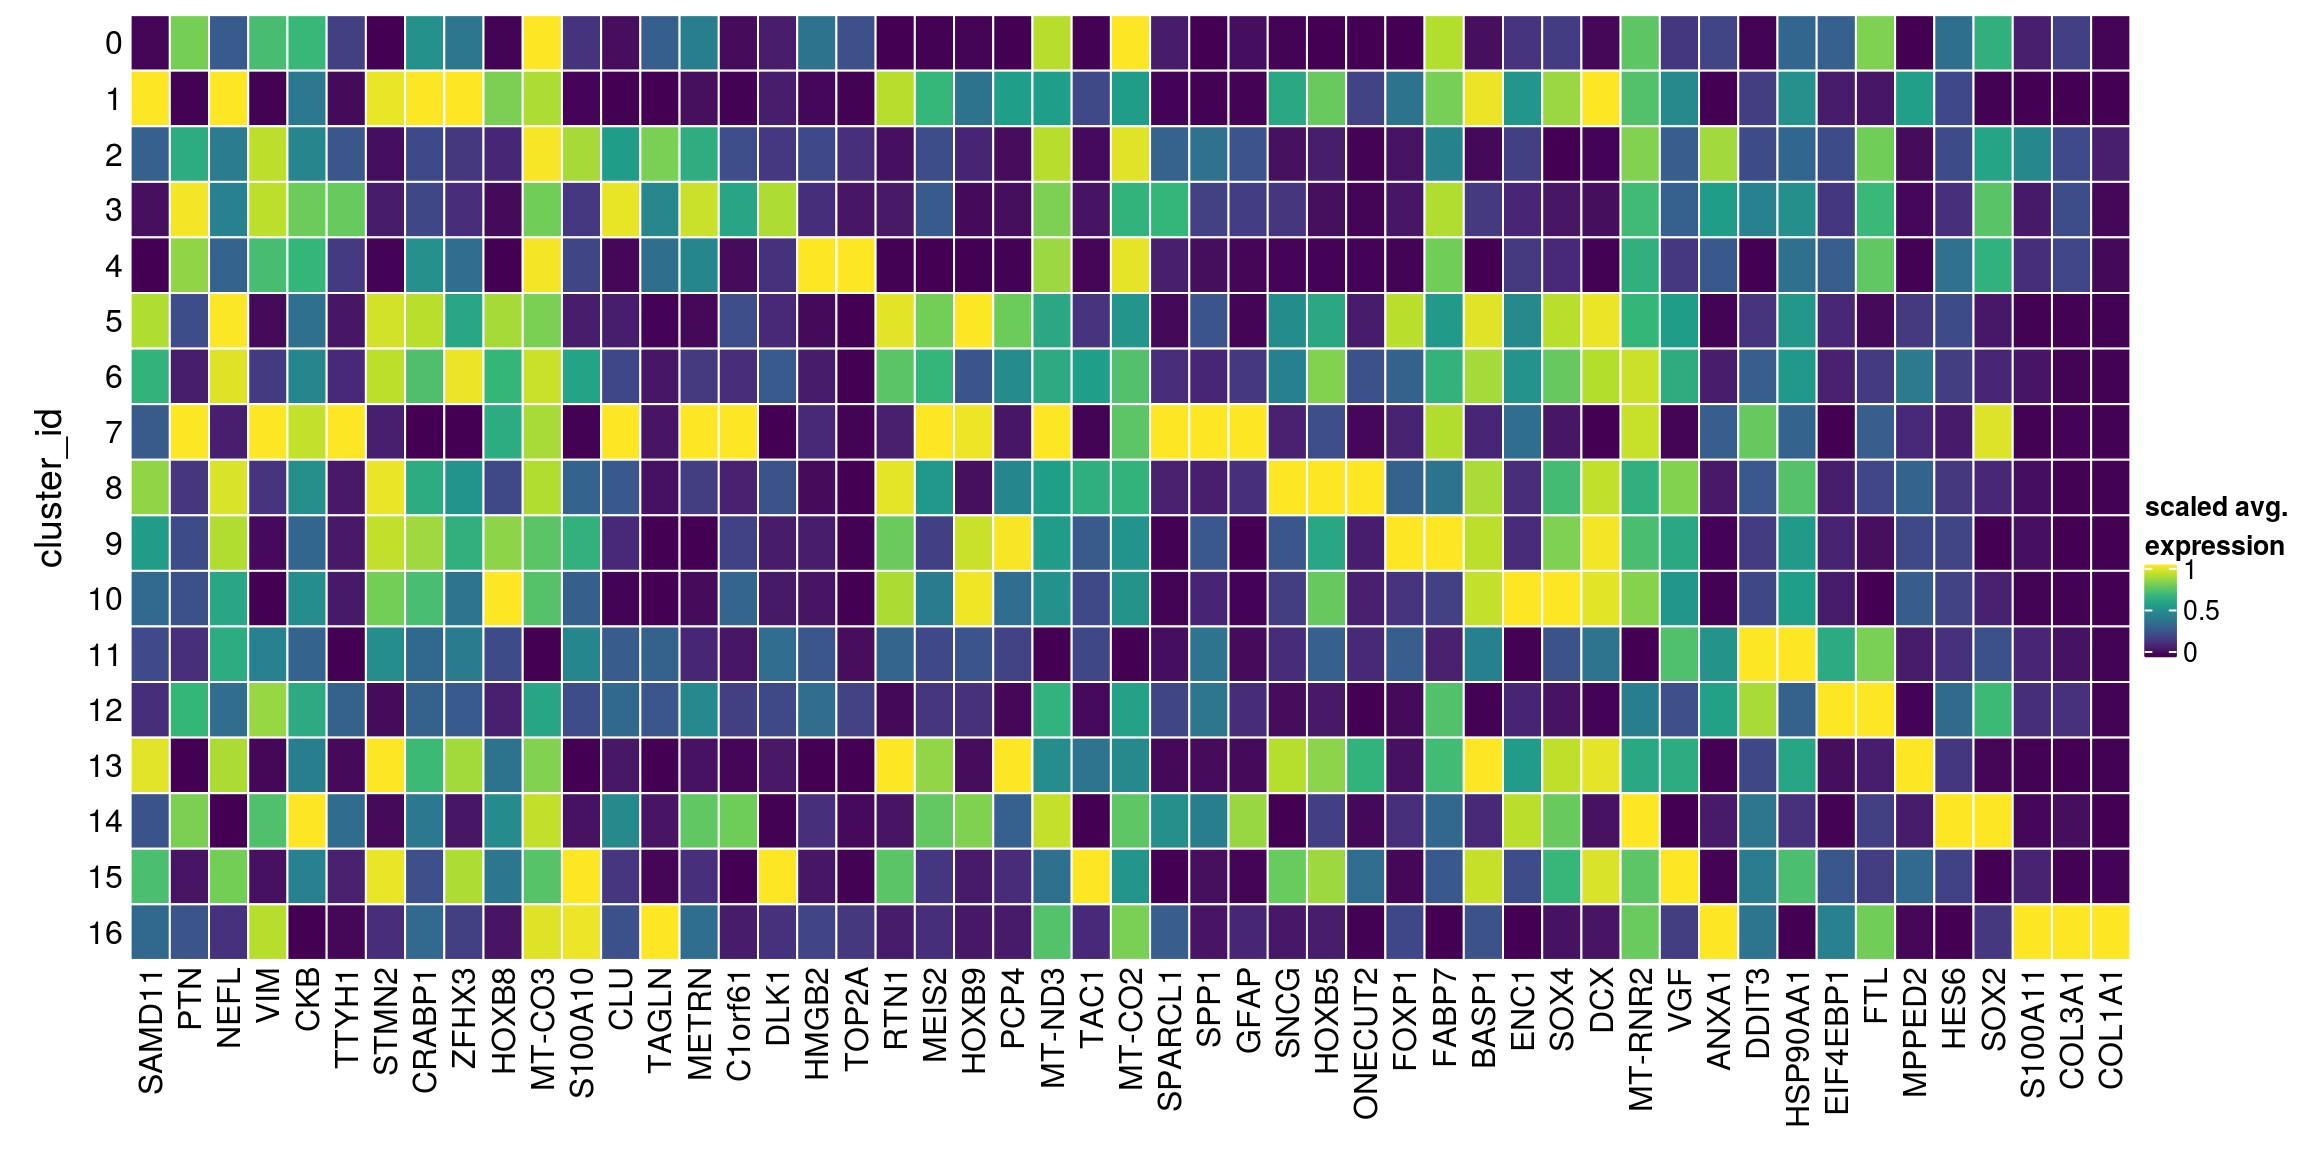 cluster_id
0
1
2
3
4
5
6
7
8
9
10
11
12
13
14
15
16
SAMD11
PTN
NEFL
VIM
CKB
TTYH1
STMN2
CRABP1
ZFHX3
HOXB8
MT-CO3
S100A10
CLU
TAGLN
METRN
C1orf61
DLK1
HMGB2
TOP2A
RTN1
MEIS2
HOXB9
PCP4
MT-ND3
TAC1
MT-CO2
SPARCL1
SPP1
GFAP
SNCG
HOXB5
ONECUT2
FOXP1
FABP7
BASP1
ENC1
SOX4
DCX
MT-RNR2
VGF
ANXA1
DDIT3
HSP90AA1
EIF4EBP1
FTL
MPPED2
HES6
SOX2
S100A11
COL3A1
COL1A1
scaled avg.
expression
1
0.5
0